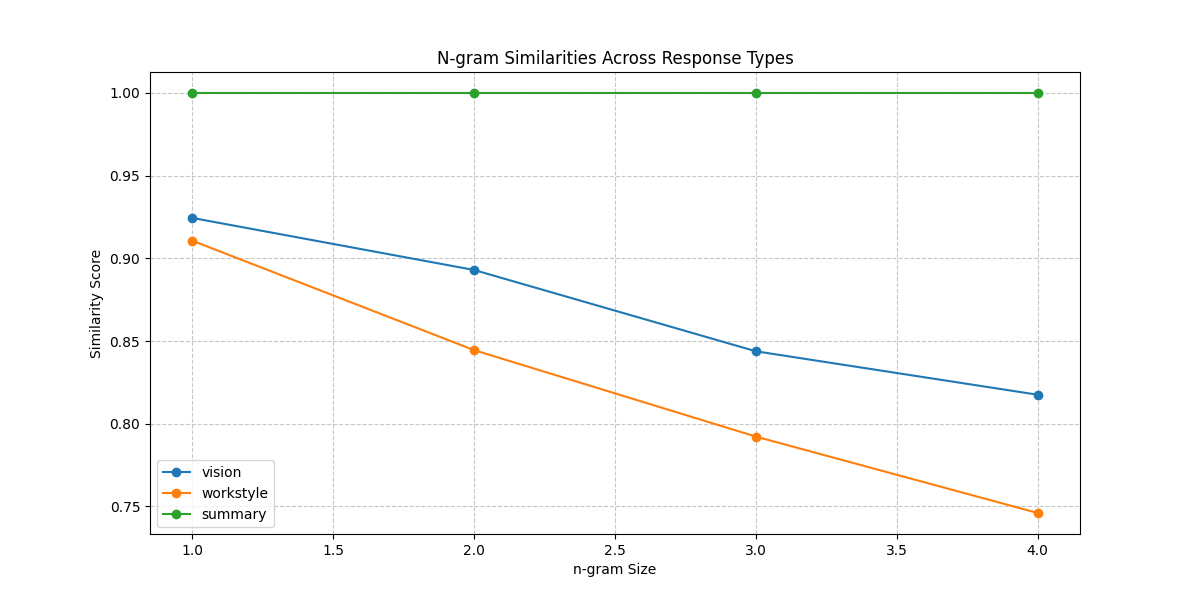 N-gram Similarities Across Response Types
1.00
0.95
0.90
0.85
0.80
0.75
Similarity Score
vision
workstyle
summary
1.0 1.5 2.0 2.5 3.0 3.5 4.0
n-gram Size